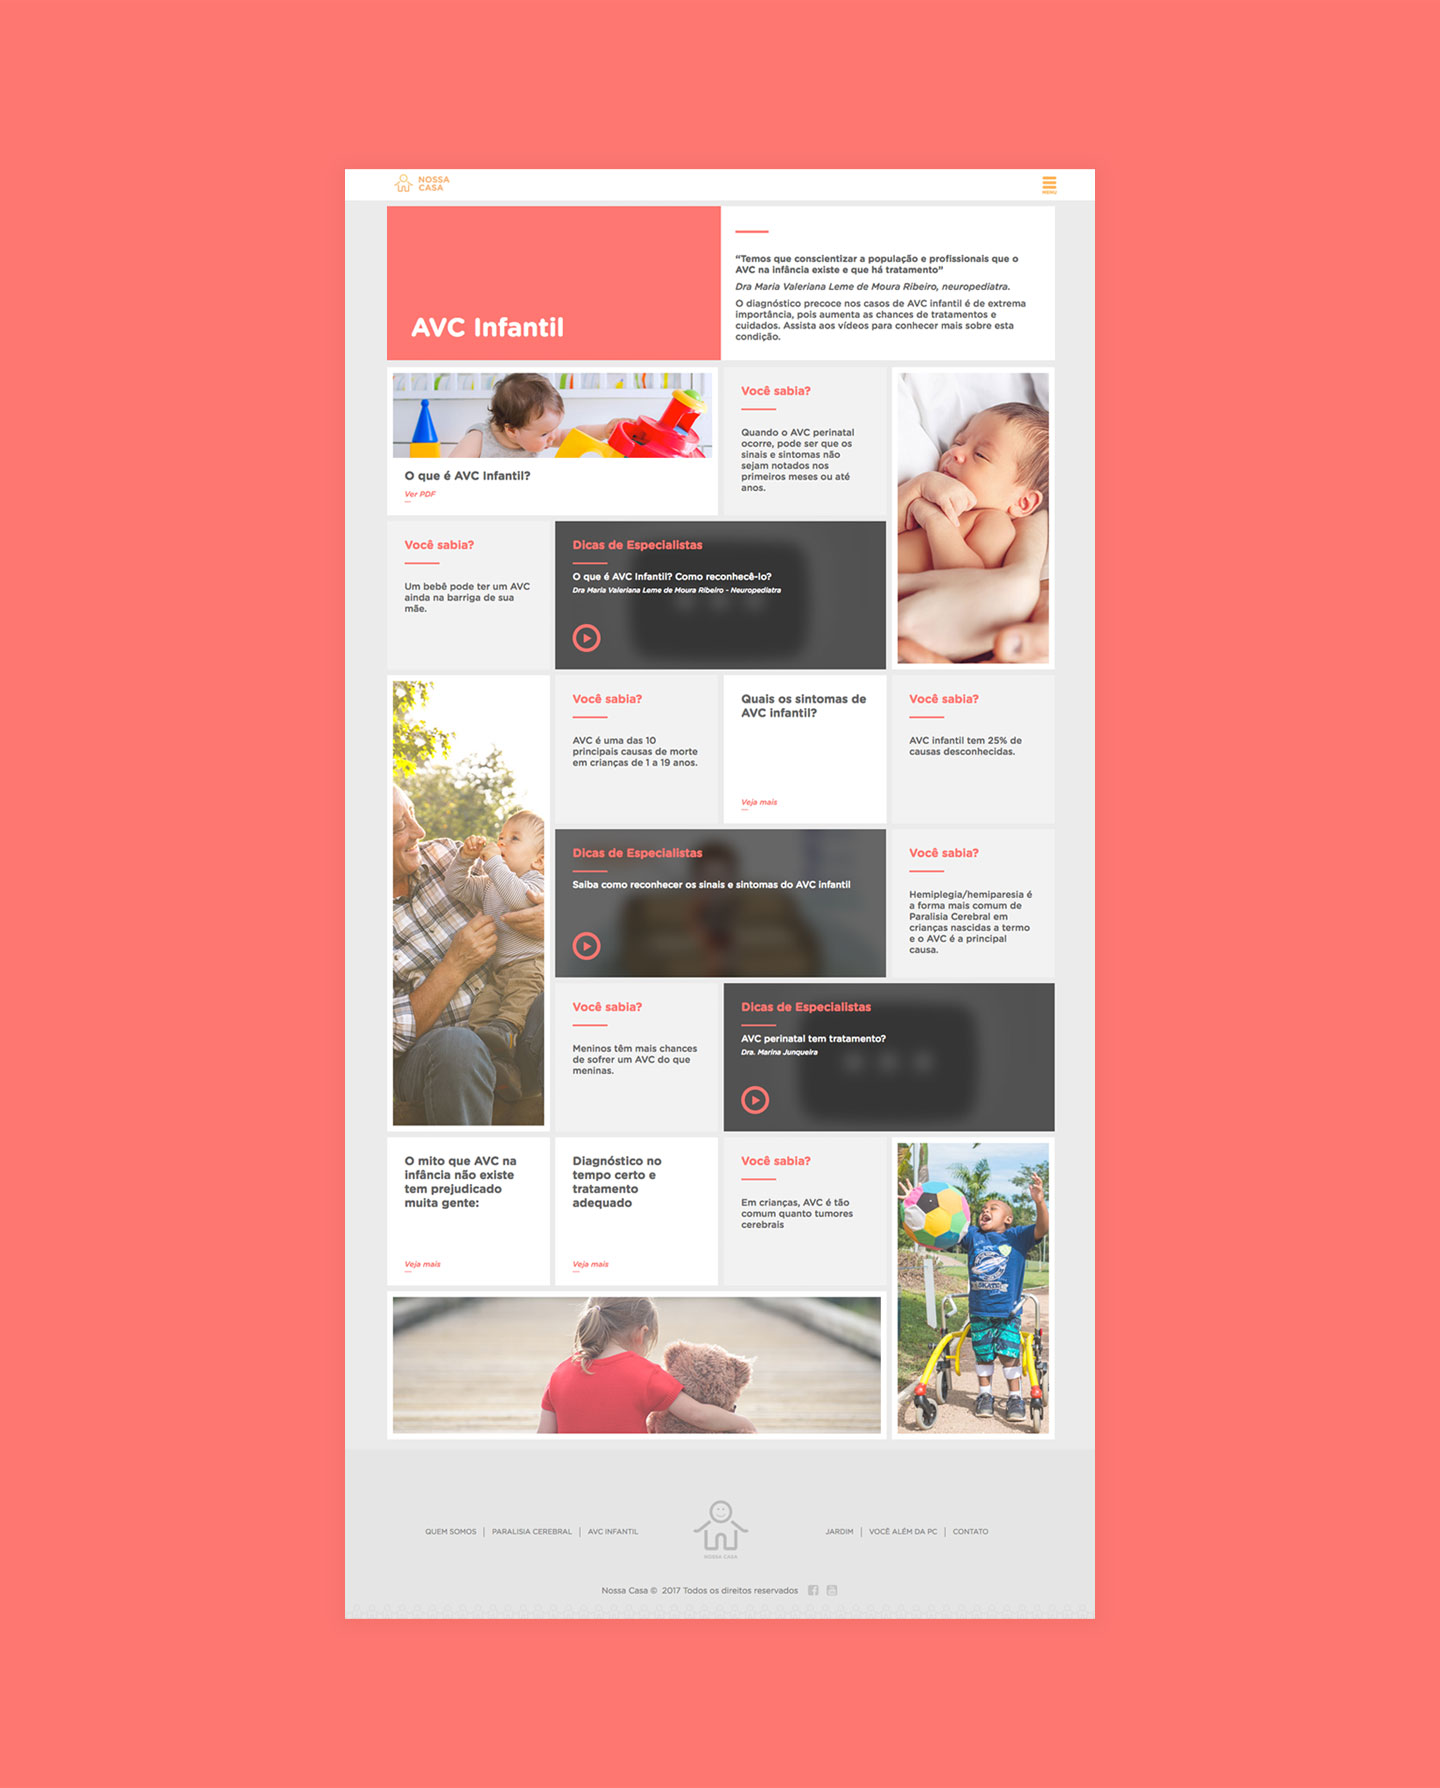 NOSSA
CASA
MENU
AVC Infantil
“Temos que conscientizar a população e profissionais que o
AVC na infância existe e que há tratamento”
Dra Maria Valeriana Leme de Moura Ribeiro, neuropediatra.
O diagnóstico precoce nos casos de AVC infantil é de extrema
importância, pois aumenta as chances de tratamentos e
cuidados. Assista aos vídeos para conhecer mais sobre esta
condição.
O que é AVC Infantil?
Ver PDF
Você sabia?
Quando o AVC perinatal
ocorre, pode ser que os
sinais e sintomas não
sejam notados nos
primeiros meses ou até
anos.
Você sabia?
Um bebê pode ter um AVC
ainda na barriga de sua
mãe.
Dicas de Especialistas
O que é AVC Infantil? Como reconhecê-lo?
Dra Maria Valeriana Leme de Moura Ribeiro - Neuropediatra
Você sabia?
AVC é uma das 10
principais causas de morte
em crianças de 1 a 19 anos.
Quais os sintomas de
AVC infantil?
Veja mais
Você sabia?
AVC infantil tem 25% de
causas desconhecidas.
Dicas de Especialistas
Saiba como reconhecer os sinais e sintomas do AVC infantil
Você sabia?
Hemiplegia/hemiparesia é
a forma mais comum de
Paralisia Cerebral em
crianças nascidas a termo
e o AVC é a principal
causa.
Você sabia?
Meninos têm mais chances
de sofrer um AVC do que
meninas.
Dicas de Especialistas
AVC perinatal tem tratamento?
Dra. Marina Junqueira
O mito que AVC na
infância não existe
tem prejudicado
muita gente:
Veja mais
Diagnóstico no
tempo certo e
tratamento
adequado
Veja mais
Você sabia?
Em crianças, AVC é tão
comum quanto tumores
cerebrais
QUEM SOMOS | PARALISIA CEREBRAL | AVC INFANTIL
NOSSA CASA
JARDIM | VOCÊ ALÉM DA PC | CONTATO
Nossa Casa © 2017 Todos os direitos reservados